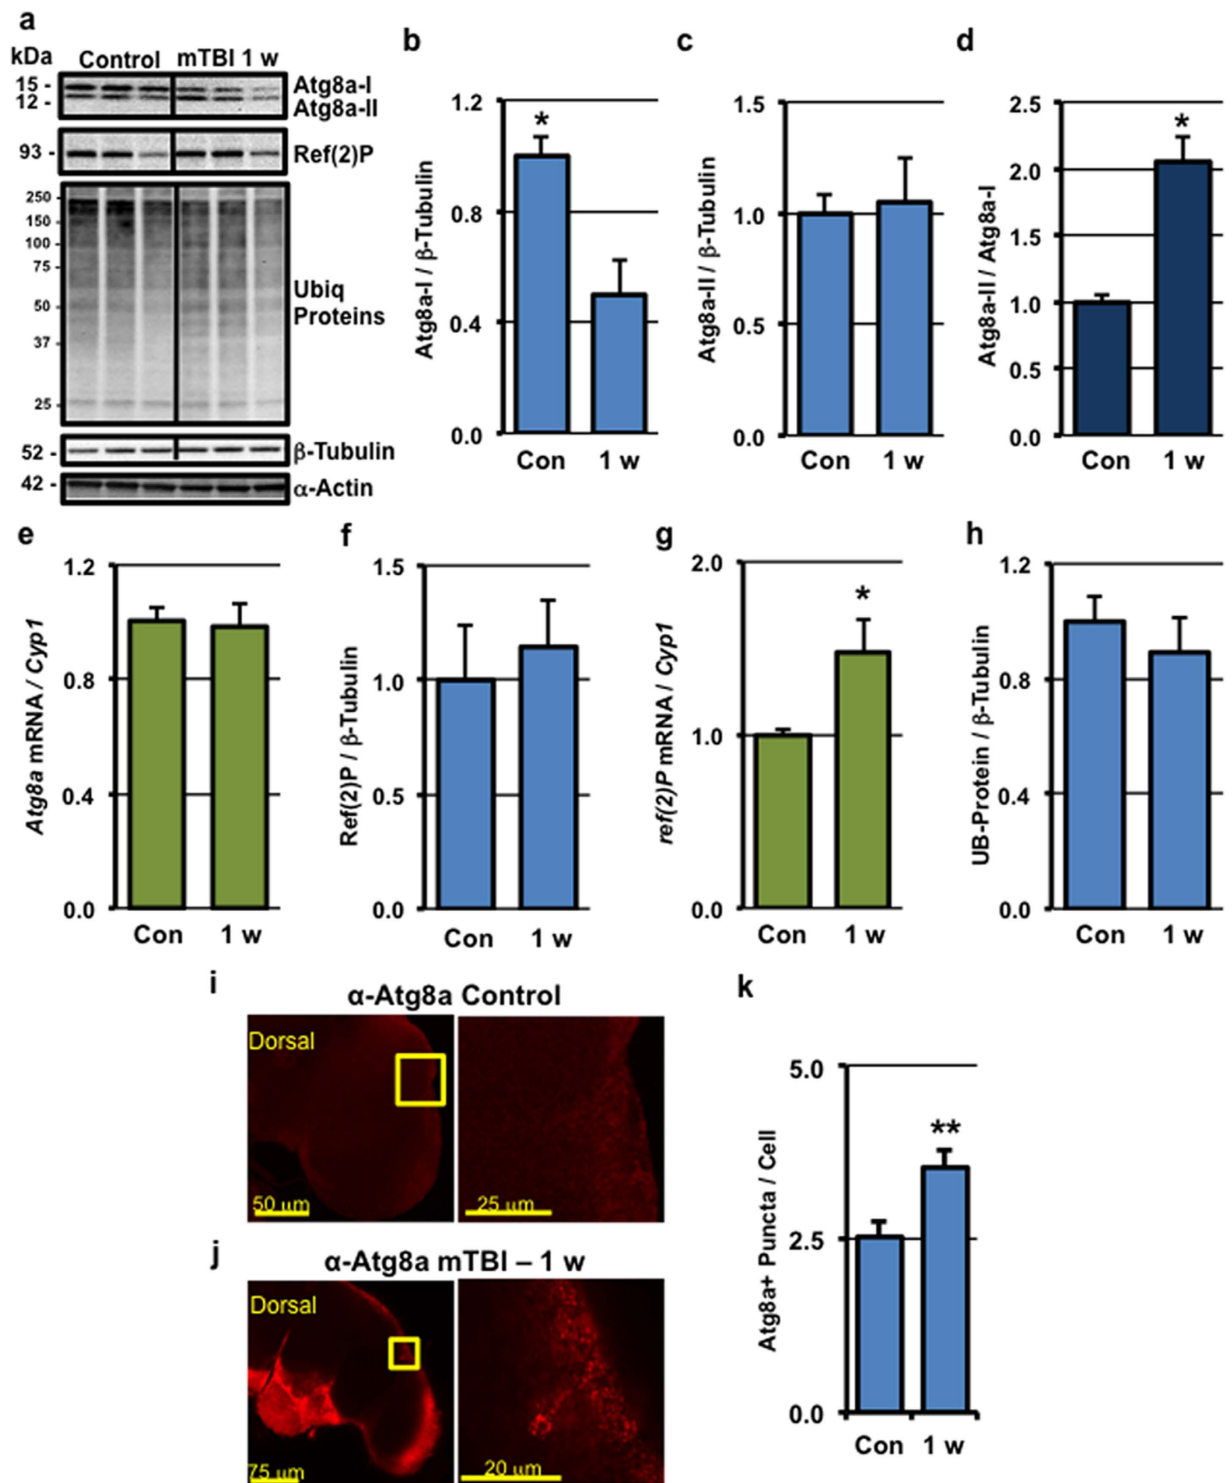 a
kDa
Control mTBI 1 w
15 -
12 -
Atg8a-I
Atg8a-II
93 -
Ref(2)P
250
150
100
75
50
37
25
Ubiq
Proteins
52 -
β-Tubulin
42 -
α-Actin
b
Atg8a-I / β-Tubulin
1.2
0.8
0.4
0.0
*
Con 1 w
c
Atg8a-II / β-Tubulin
1.5
1.0
0.5
0.0
Con 1 w
d
Atg8a-II / Atg8a-I
2.5
2.0
1.5
1.0
0.5
0.0
*
Con 1 w
e
Atg8a mRNA / Cyp1
1.2
0.8
0.4
0.0
Con 1 w
f
Ref(2)P / β-Tubulin
1.5
1.0
0.5
0.0
Con 1 w
g
ref(2)P mRNA / Cyp1
2.0
1.0
0.0
*
Con 1 w
h
UB-Protein / β-Tubulin
1.2
0.8
0.4
0.0
Con 1 w
i
α-Atg8a Control
Dorsal
50 µm
25 µm
j
α-Atg8a mTBI – 1 w
Dorsal
75 µm
20 µm
k
Atg8a+ Puncta / Cell
5.0
2.5
0.0
**
Con 1 w